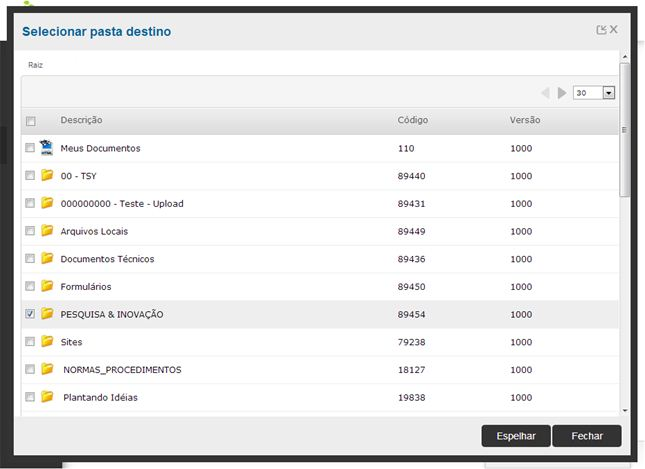 Selecionar pasta destino
Raiz
30
Descrição Código Versão
Meus Documentos 110 1000
00 - TSY 89440 1000
000000000 - Teste - Upload 89431 1000
Arquivos Locais 89449 1000
Documentos Técnicos 89436 1000
Formulários 89450 1000
PESQUISA & INOVAÇÃO 89454 1000
Sites 79238 1000
NORMAS_PROCEDIMENTOS 18127 1000
Plantando Idéias 19838 1000
Espelhar Fechar